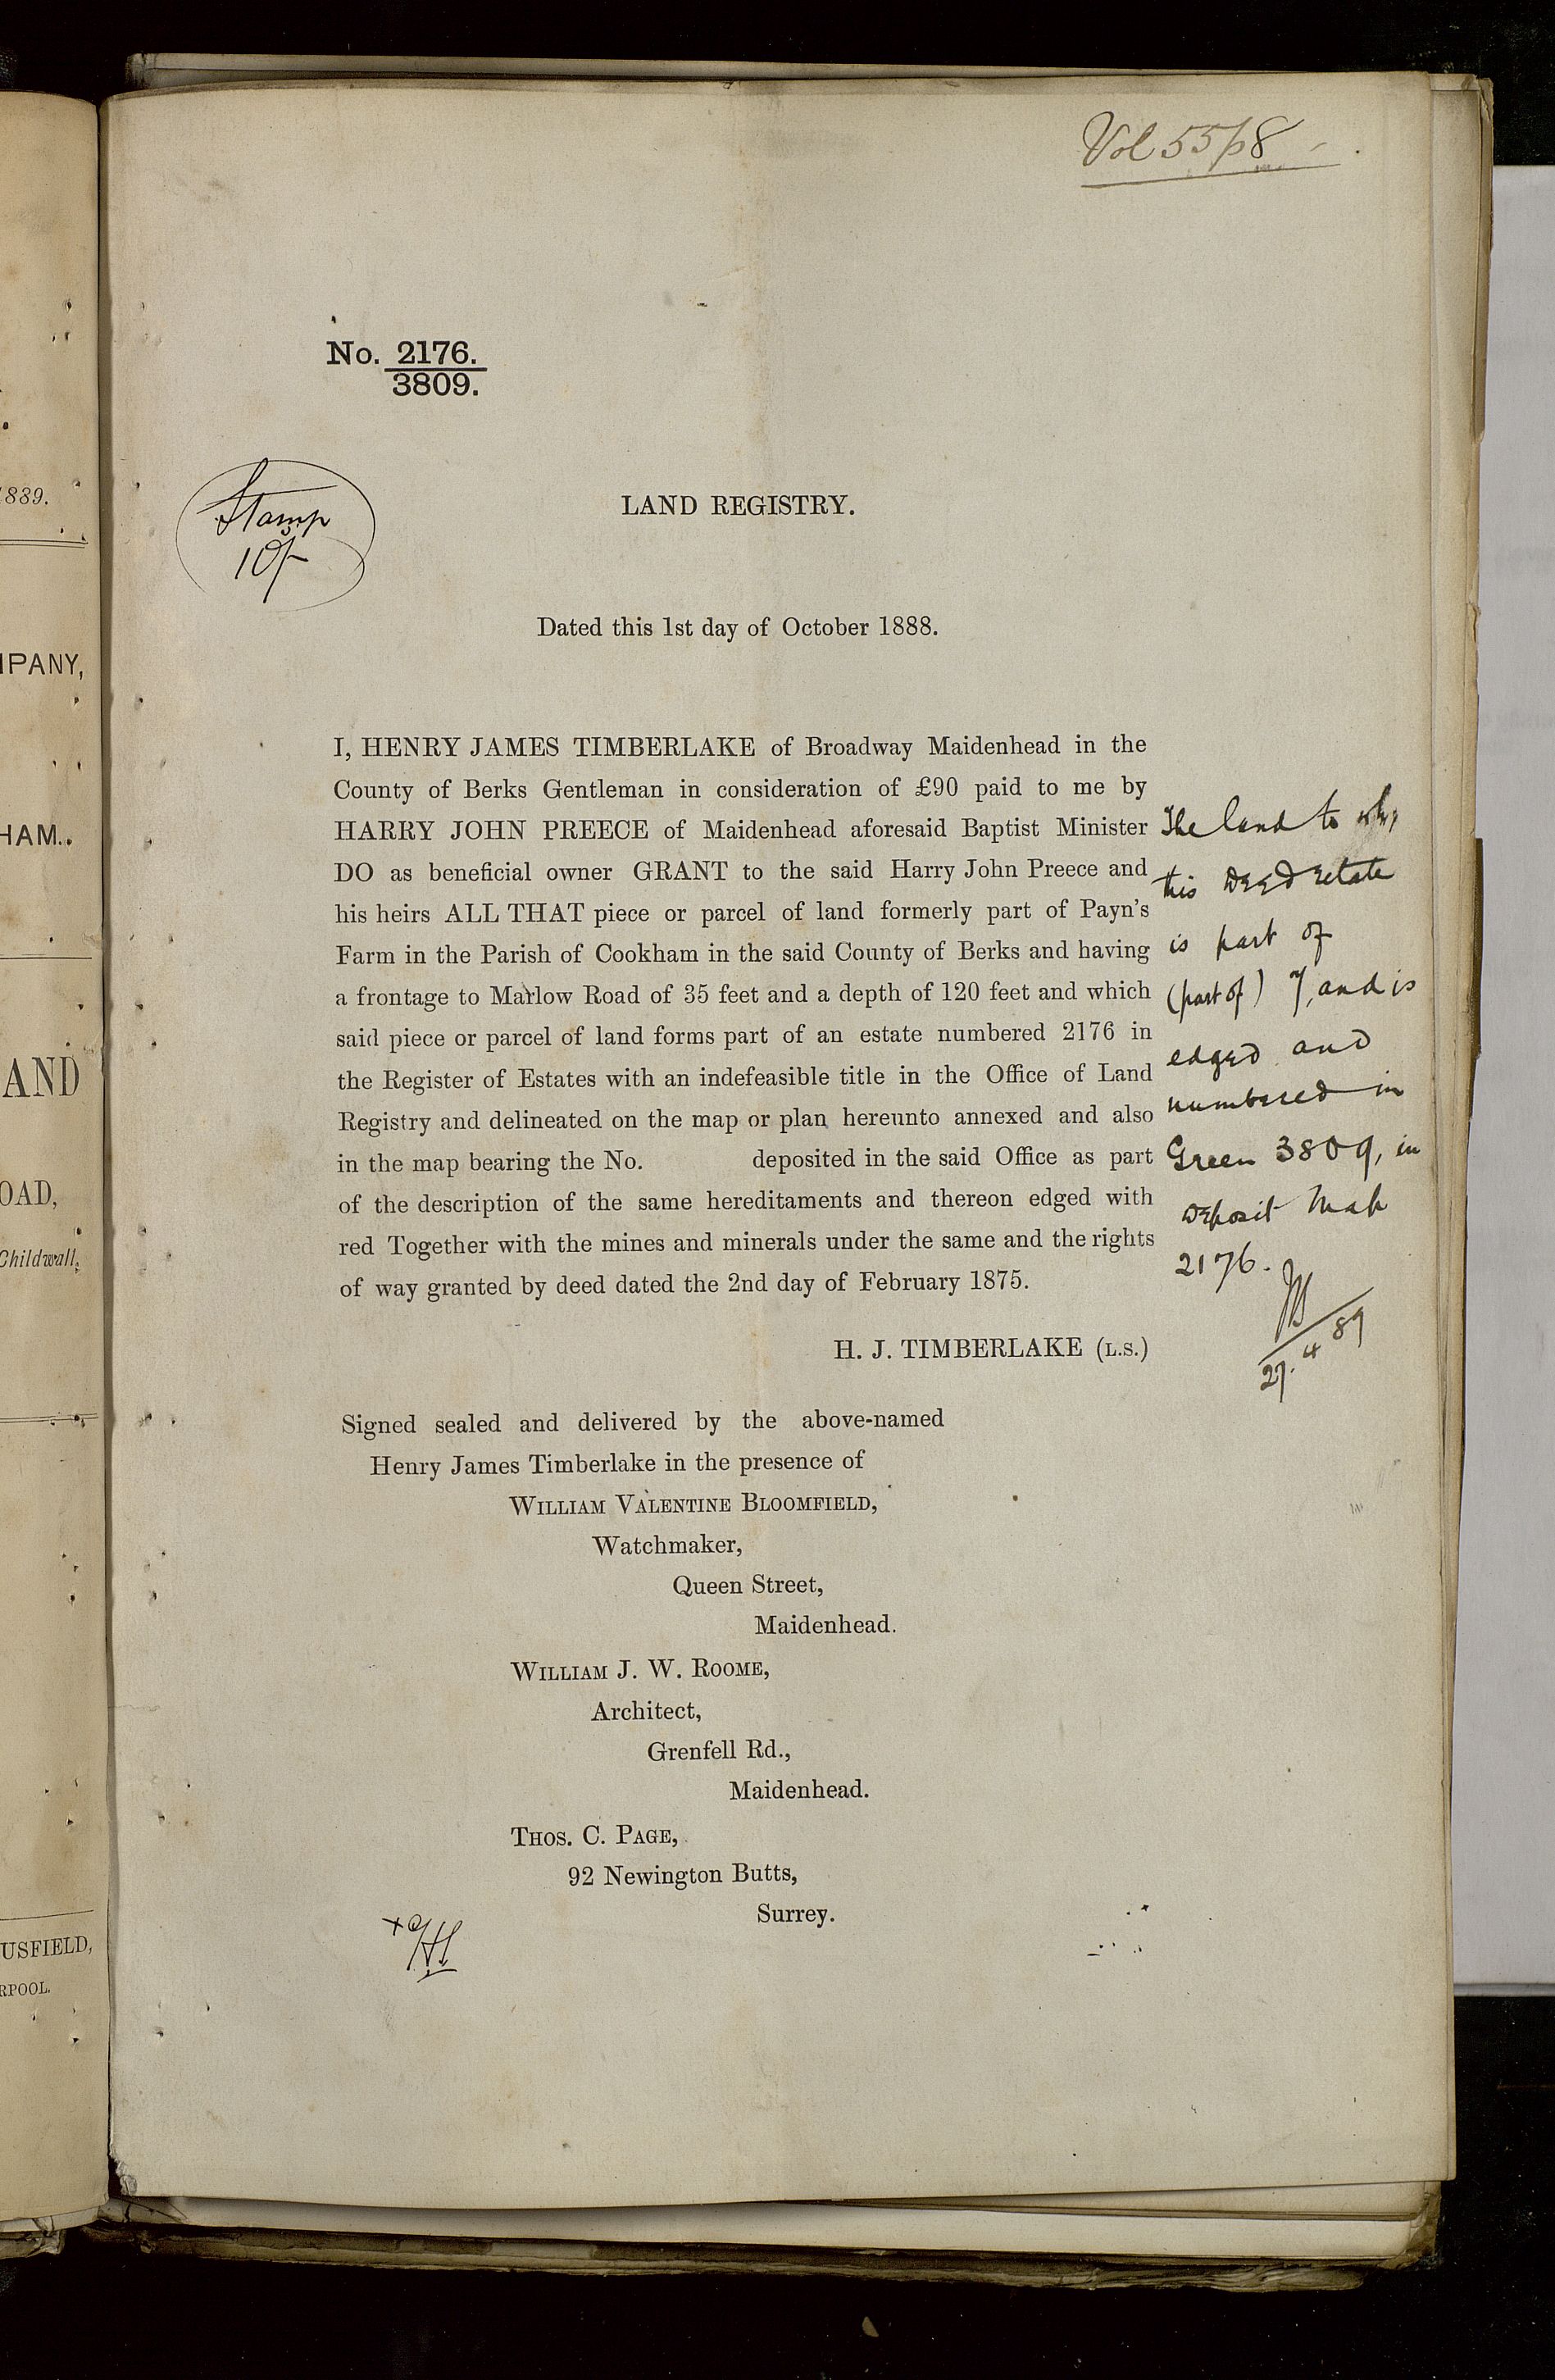 1889.
MPANY,
HAM.
AND
OAD,
Childwall,
USFIELD,
RPOOL.
Vol 55/p8
No. 2176.
3809.
Stamp
10/-
LAND REGISTRY.
Dated this 1st day of October 1888.
I, HENRY JAMES TIMBERLAKE of Broadway Maidenhead in the
County of Berks Gentleman in consideration of £90 paid to me by
HARRY JOHN PREECE of Maidenhead aforesaid Baptist Minister
DO as beneficial owner GRANT to the said Harry John Preece and
his heirs ALL THAT piece or parcel of land formerly part of Payn's
Farm in the Parish of Cookham in the said County of Berks and having
a frontage to Marlow Road of 35 feet and a depth of 120 feet and which
said piece or parcel of land forms part of an estate numbered 2176 in
the Register of Estates with an indefeasible title in the Office of Land
Registry and delineated on the map or plan hereunto annexed and also
in the map bearing the No. deposited in the said Office as part
of the description of the same hereditaments and thereon edged with
red Together with the mines and minerals under the same and the rights
of way granted by deed dated the 2nd day of February 1875.
The land to
this Deed relate
is part of
(part of) 7, and is
edged and
numbered in
Green 3809, in
Deposit Map
2176.
27.4 89
H. J. TIMBERLAKE (L.S.)
Signed sealed and delivered by the above-named
Henry James Timberlake in the presence of
WILLIAM VALENTINE BLOOMFIELD,
Watchmaker,
Queen Street,
Maidenhead.
WILLIAM J. W. ROOME,
Architect,
Grenfell Rd.,
Maidenhead.
THOS. C. PAGE,
92 Newington Butts,
Surrey.